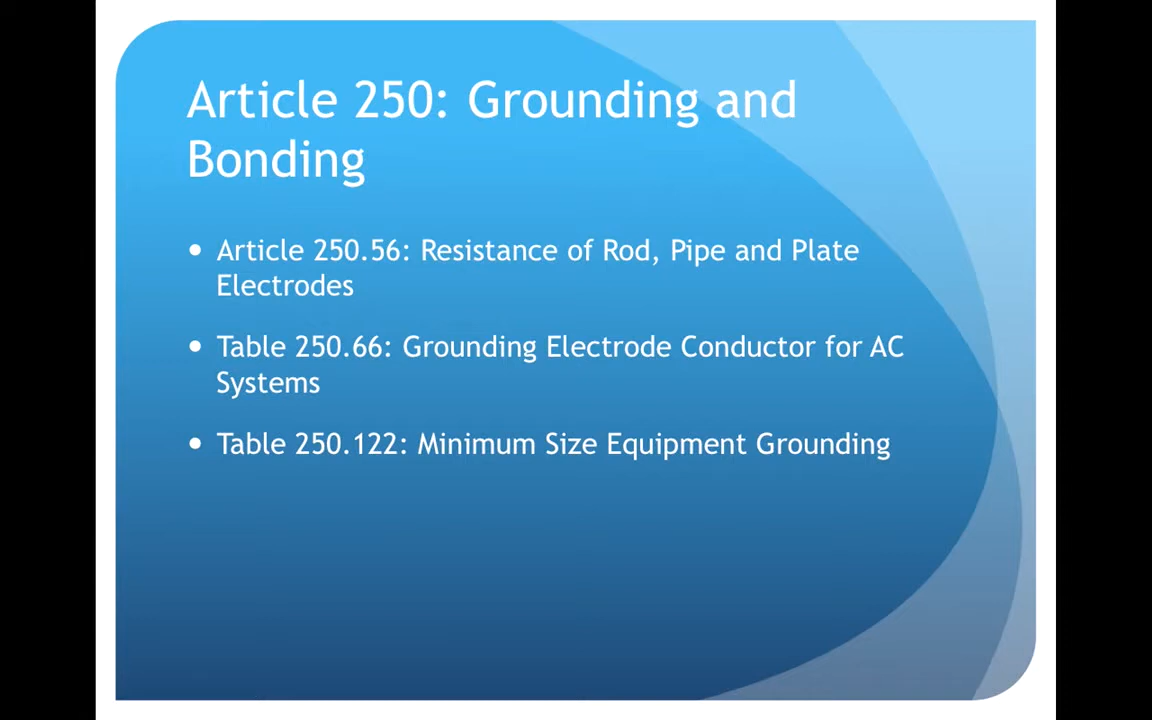 Article 250: Grounding and
Bonding
• Article 250.56: Resistance of Rod, Pipe and Plate
Electrodes
• Table 250.66: Grounding Electrode Conductor for AC
Systems
• Table 250.122: Minimum Size Equipment Grounding